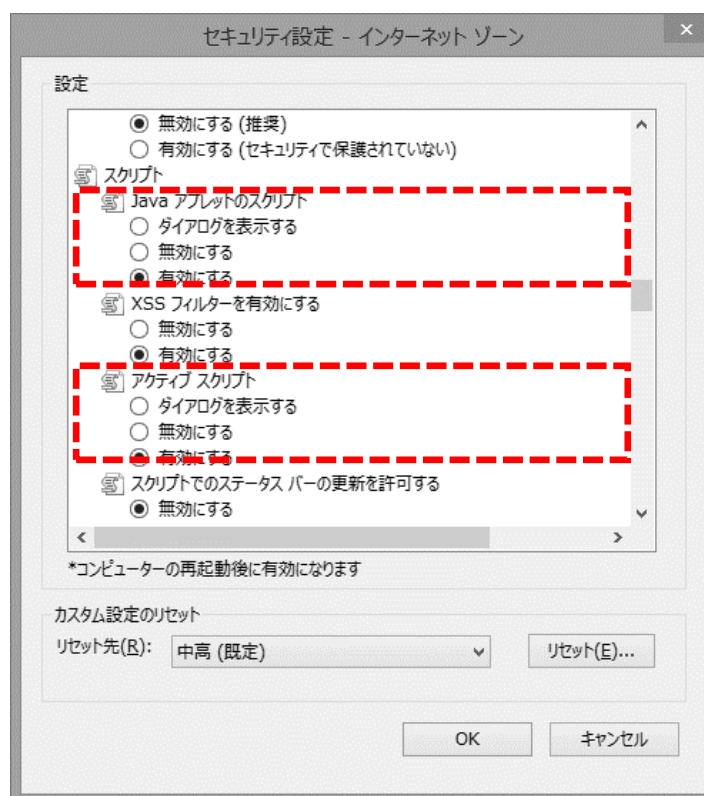 セキュリティ設定 - インターネット ゾーン
設定
無効にする (推奨)
有効にする (セキュリティで保護されていない)
スクリプト
Java アプレットのスクリプト
ダイアログを表示する
無効にする
有効にする
XSS フィルターを有効にする
無効にする
有効にする
アクティブ スクリプト
ダイアログを表示する
無効にする
有効にする
スクリプトでのステータス バーの更新を許可する
無効にする
*コンピューターの再起動後に有効になります
カスタム設定のリセット
リセット先(R): 中高 (既定) リセット(E)...
OK キャンセル